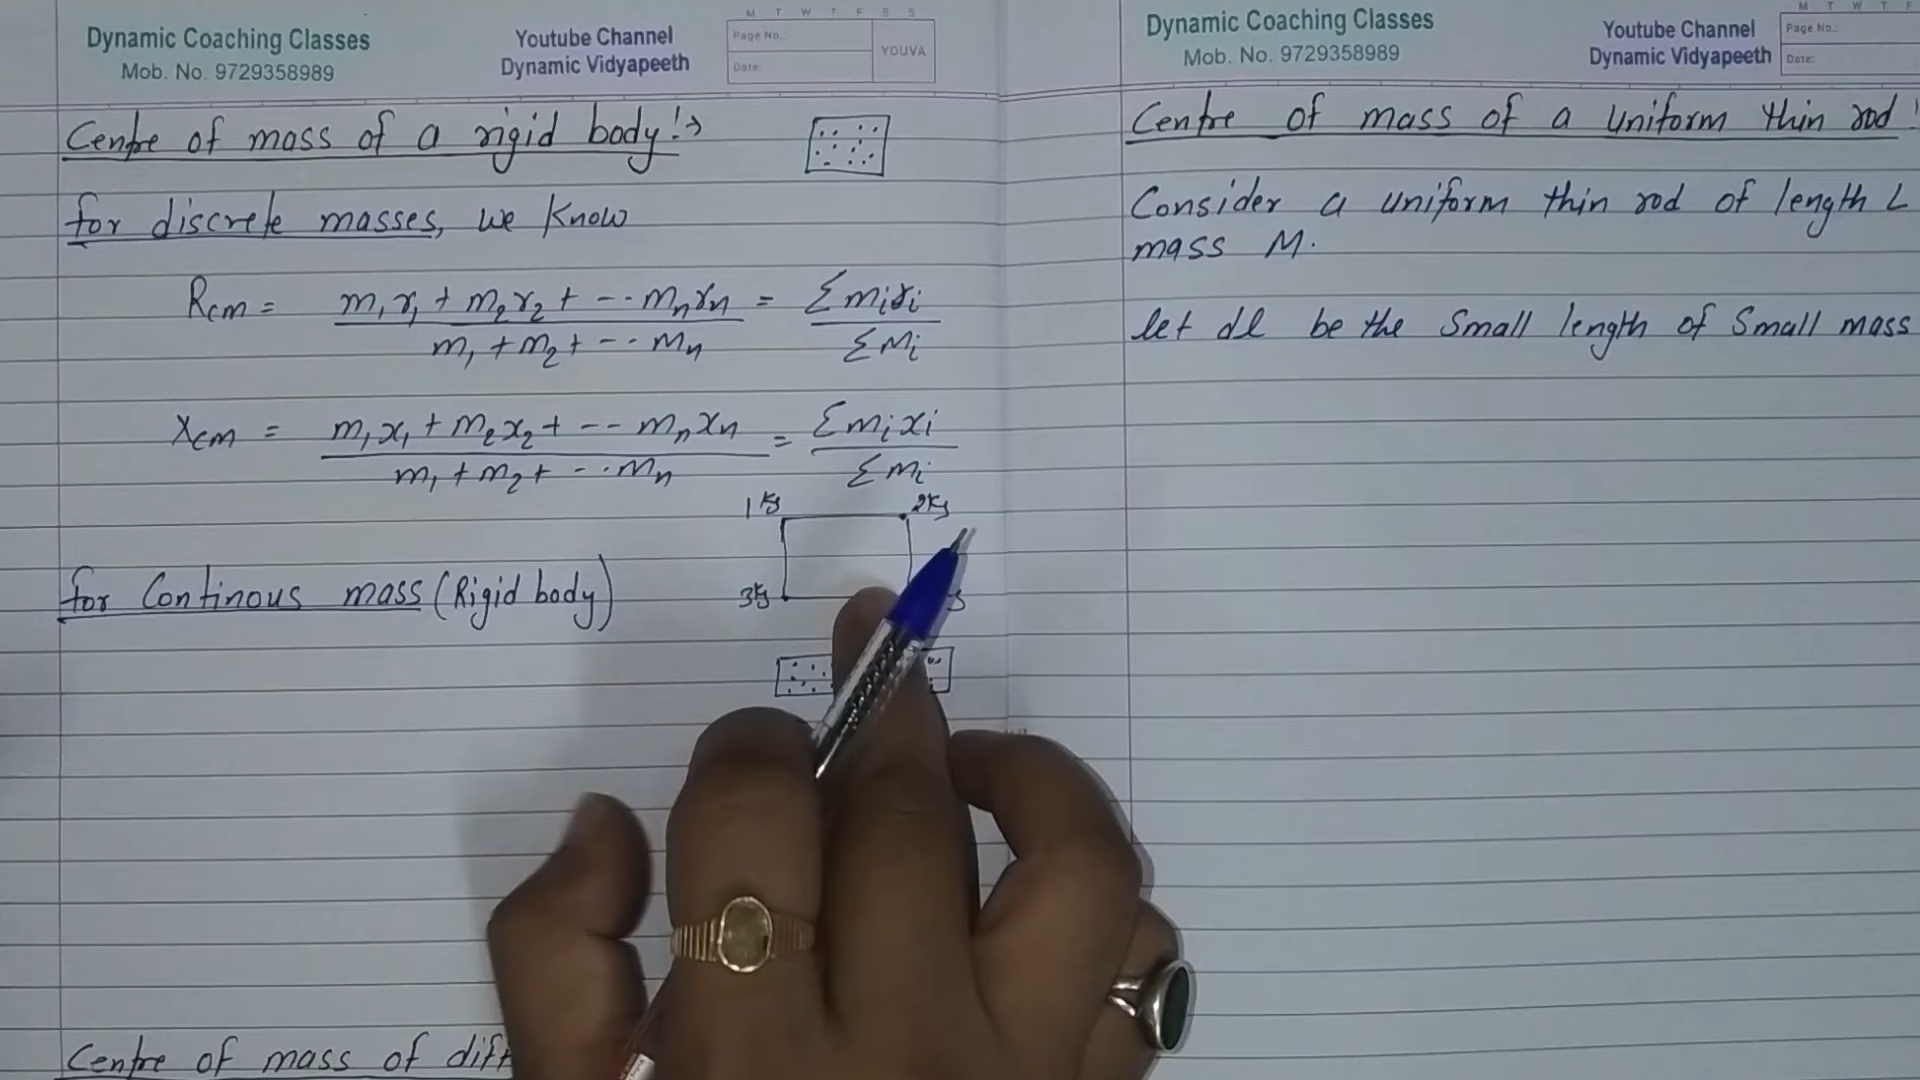 M T W T F S S
Dynamic Coaching Classes
Mob. No. 9729358989
Youtube Channel
Dynamic Vidyapeeth
Page No.:
Date:
YOUVA
Centre of mass of a rigid body :→
for discrete masses, we know
Rcm = m₁r₁ + m₂r₂ + -- mₙrₙ / m₁ + m₂ + -- mₙ = Σmᵢrᵢ / Σmᵢ
Xcm = m₁x₁ + m₂x₂ + -- mₙxₙ / m₁ + m₂ + -- mₙ = Σmᵢxᵢ / Σmᵢ
1 Kg
2Kg
for Continous mass (Rigid body)
3Kg
Centre of mass of
M T W T F
Dynamic Coaching Classes
Mob. No. 9729358989
Youtube Channel
Dynamic Vidyapeeth
Page No.:
Date:
Centre of mass of a uniform thin rod
Consider a uniform thin rod of length L
mass M.
let dl be the Small length of Small mass